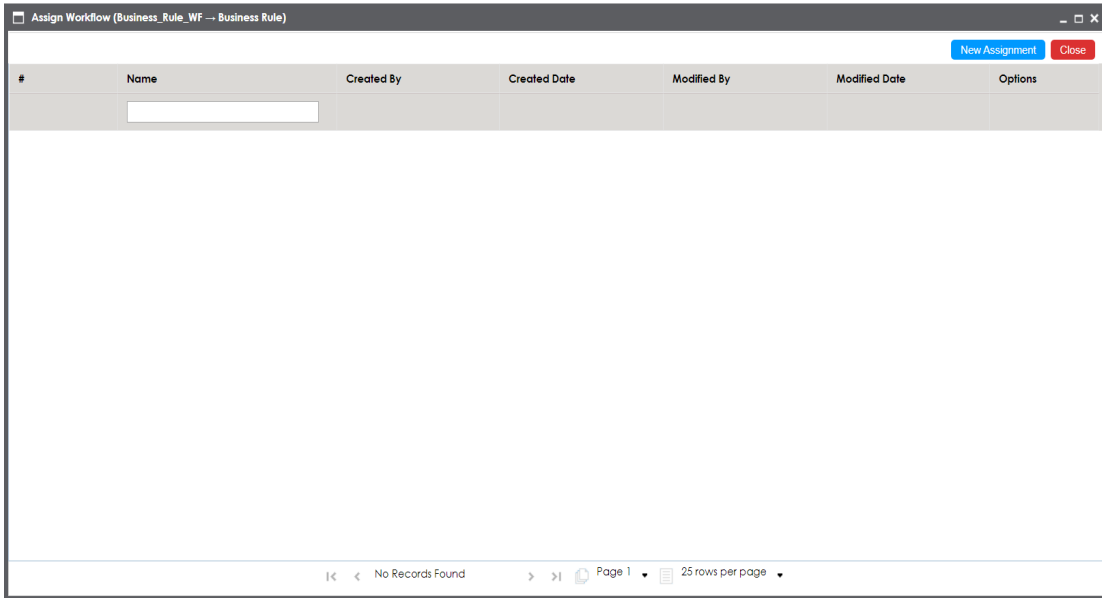 Assign Workflow (Business_Rule_WF → Business Rule)
New Assignment Close
# Name Created By Created Date Modified By Modified Date Options
No Records Found Page 1 25 rows per page